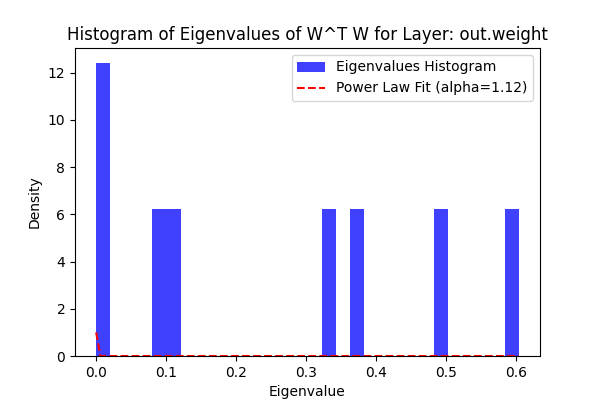 Histogram of Eigenvalues of W^T W for Layer: out.weight
Eigenvalues Histogram
Power Law Fit (alpha=1.12)
Density
12
10
8
6
4
2
0
0.0 0.1 0.2 0.3 0.4 0.5 0.6
Eigenvalue